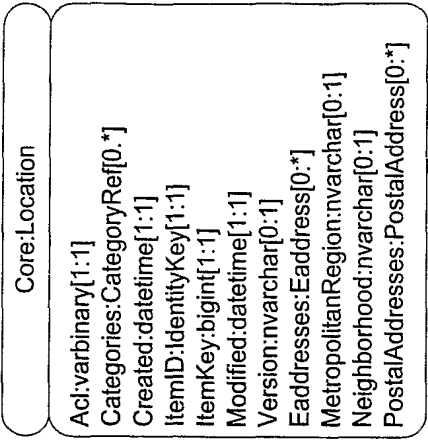 Core:Location
Acl:varbinary[1:1]
Categories:CategoryRef[0.*]
Created:datetime[1:1]
ItemID:IdentityKey[1:1]
ItemKey:bigint[1:1]
Modified:datetime[1:1]
Version:nvarchar[0:1]
Eaddresses:Eaddress[0:*]
MetropolitanRegion:nvarchar[0:1]
Neighborhood:nvarchar[0:1]
PostalAddresses:PostalAddress[0:*]